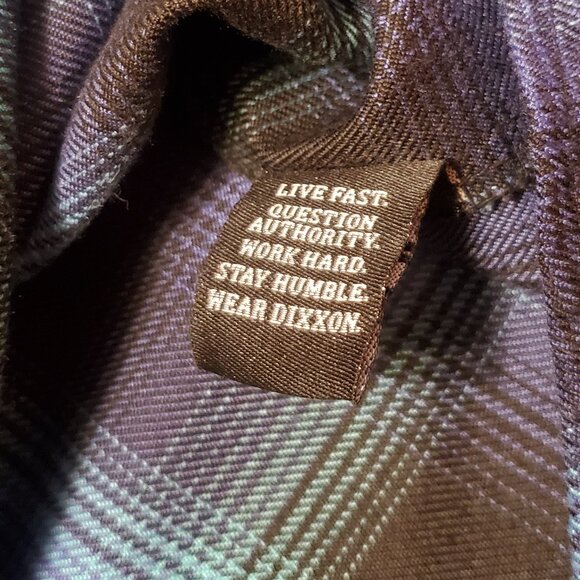 LIVE FAST.
QUESTION
AUTHORITY.
WORK HARD.
STAY HUMBLE.
WEAR DIXXON.